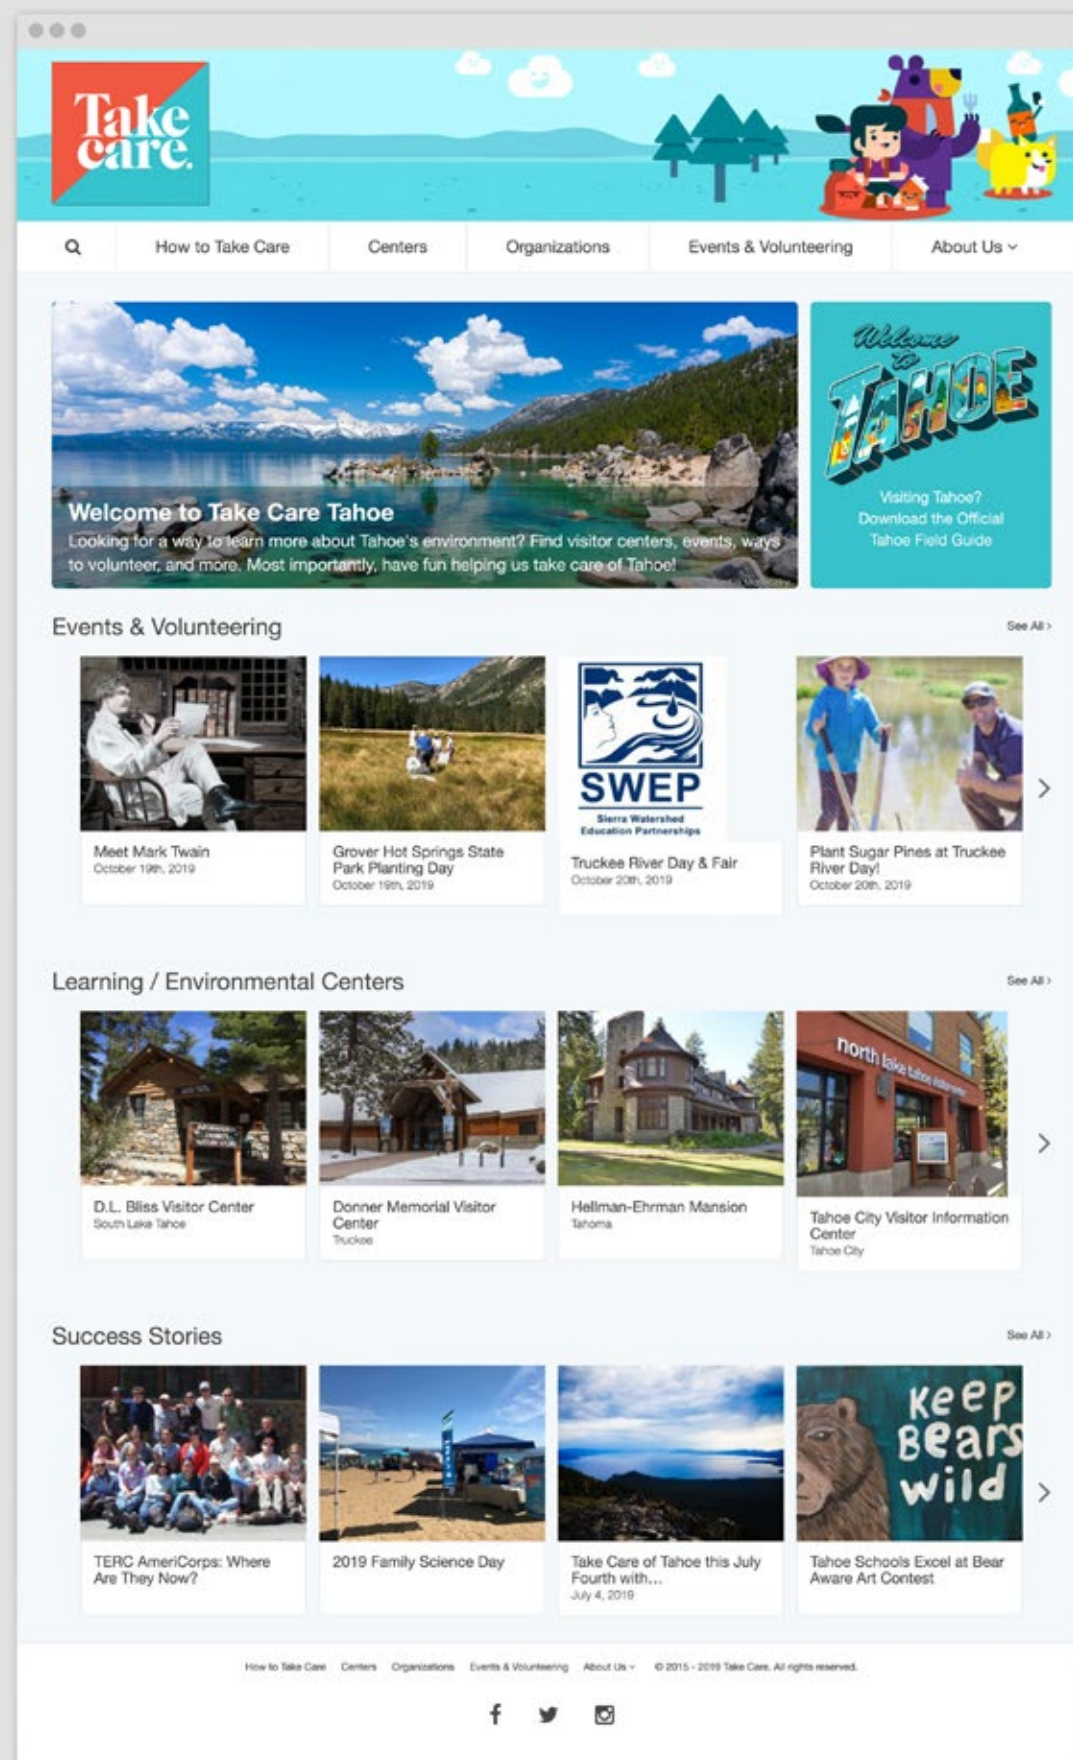 Take
care.
How to Take Care
Centers
Organizations
Events & Volunteering
About Us
Welcome
to
TAHOE
Visiting Tahoe?
Download the Official
Tahoe Field Guide
Welcome to Take Care Tahoe
Looking for a way to learn more about Tahoe's environment? Find visitor centers, events, ways
to volunteer, and more. Most importantly, have fun helping us take care of Tahoe!
Events & Volunteering
See All >
SWEP
Sierra Watershed
Education Partnerships
Meet Mark Twain
October 19th, 2019
Grover Hot Springs State
Park Planting Day
October 19th, 2019
Truckee River Day & Fair
October 20th, 2019
Plant Sugar Pines at Truckee
River Day!
October 20th, 2019
Learning / Environmental Centers
See All >
north lake tahoe
D.L. Bliss Visitor Center
South Lake Tahoe
Donner Memorial Visitor
Center
Truckee
Hellman-Ehrman Mansion
Tahoma
Tahoe City Visitor Information
Center
Tahoe City
Success Stories
See All >
Keep
Bears
wild
TERC AmeriCorps: Where
Are They Now?
2019 Family Science Day
Take Care of Tahoe this July
Fourth with...
July 4, 2019
Tahoe Schools Excel at Bear
Aware Art Contest
How to Take Care
Centers
Organizations
Events & Volunteering
About Us
© 2015 - 2019 Take Care. All rights reserved.